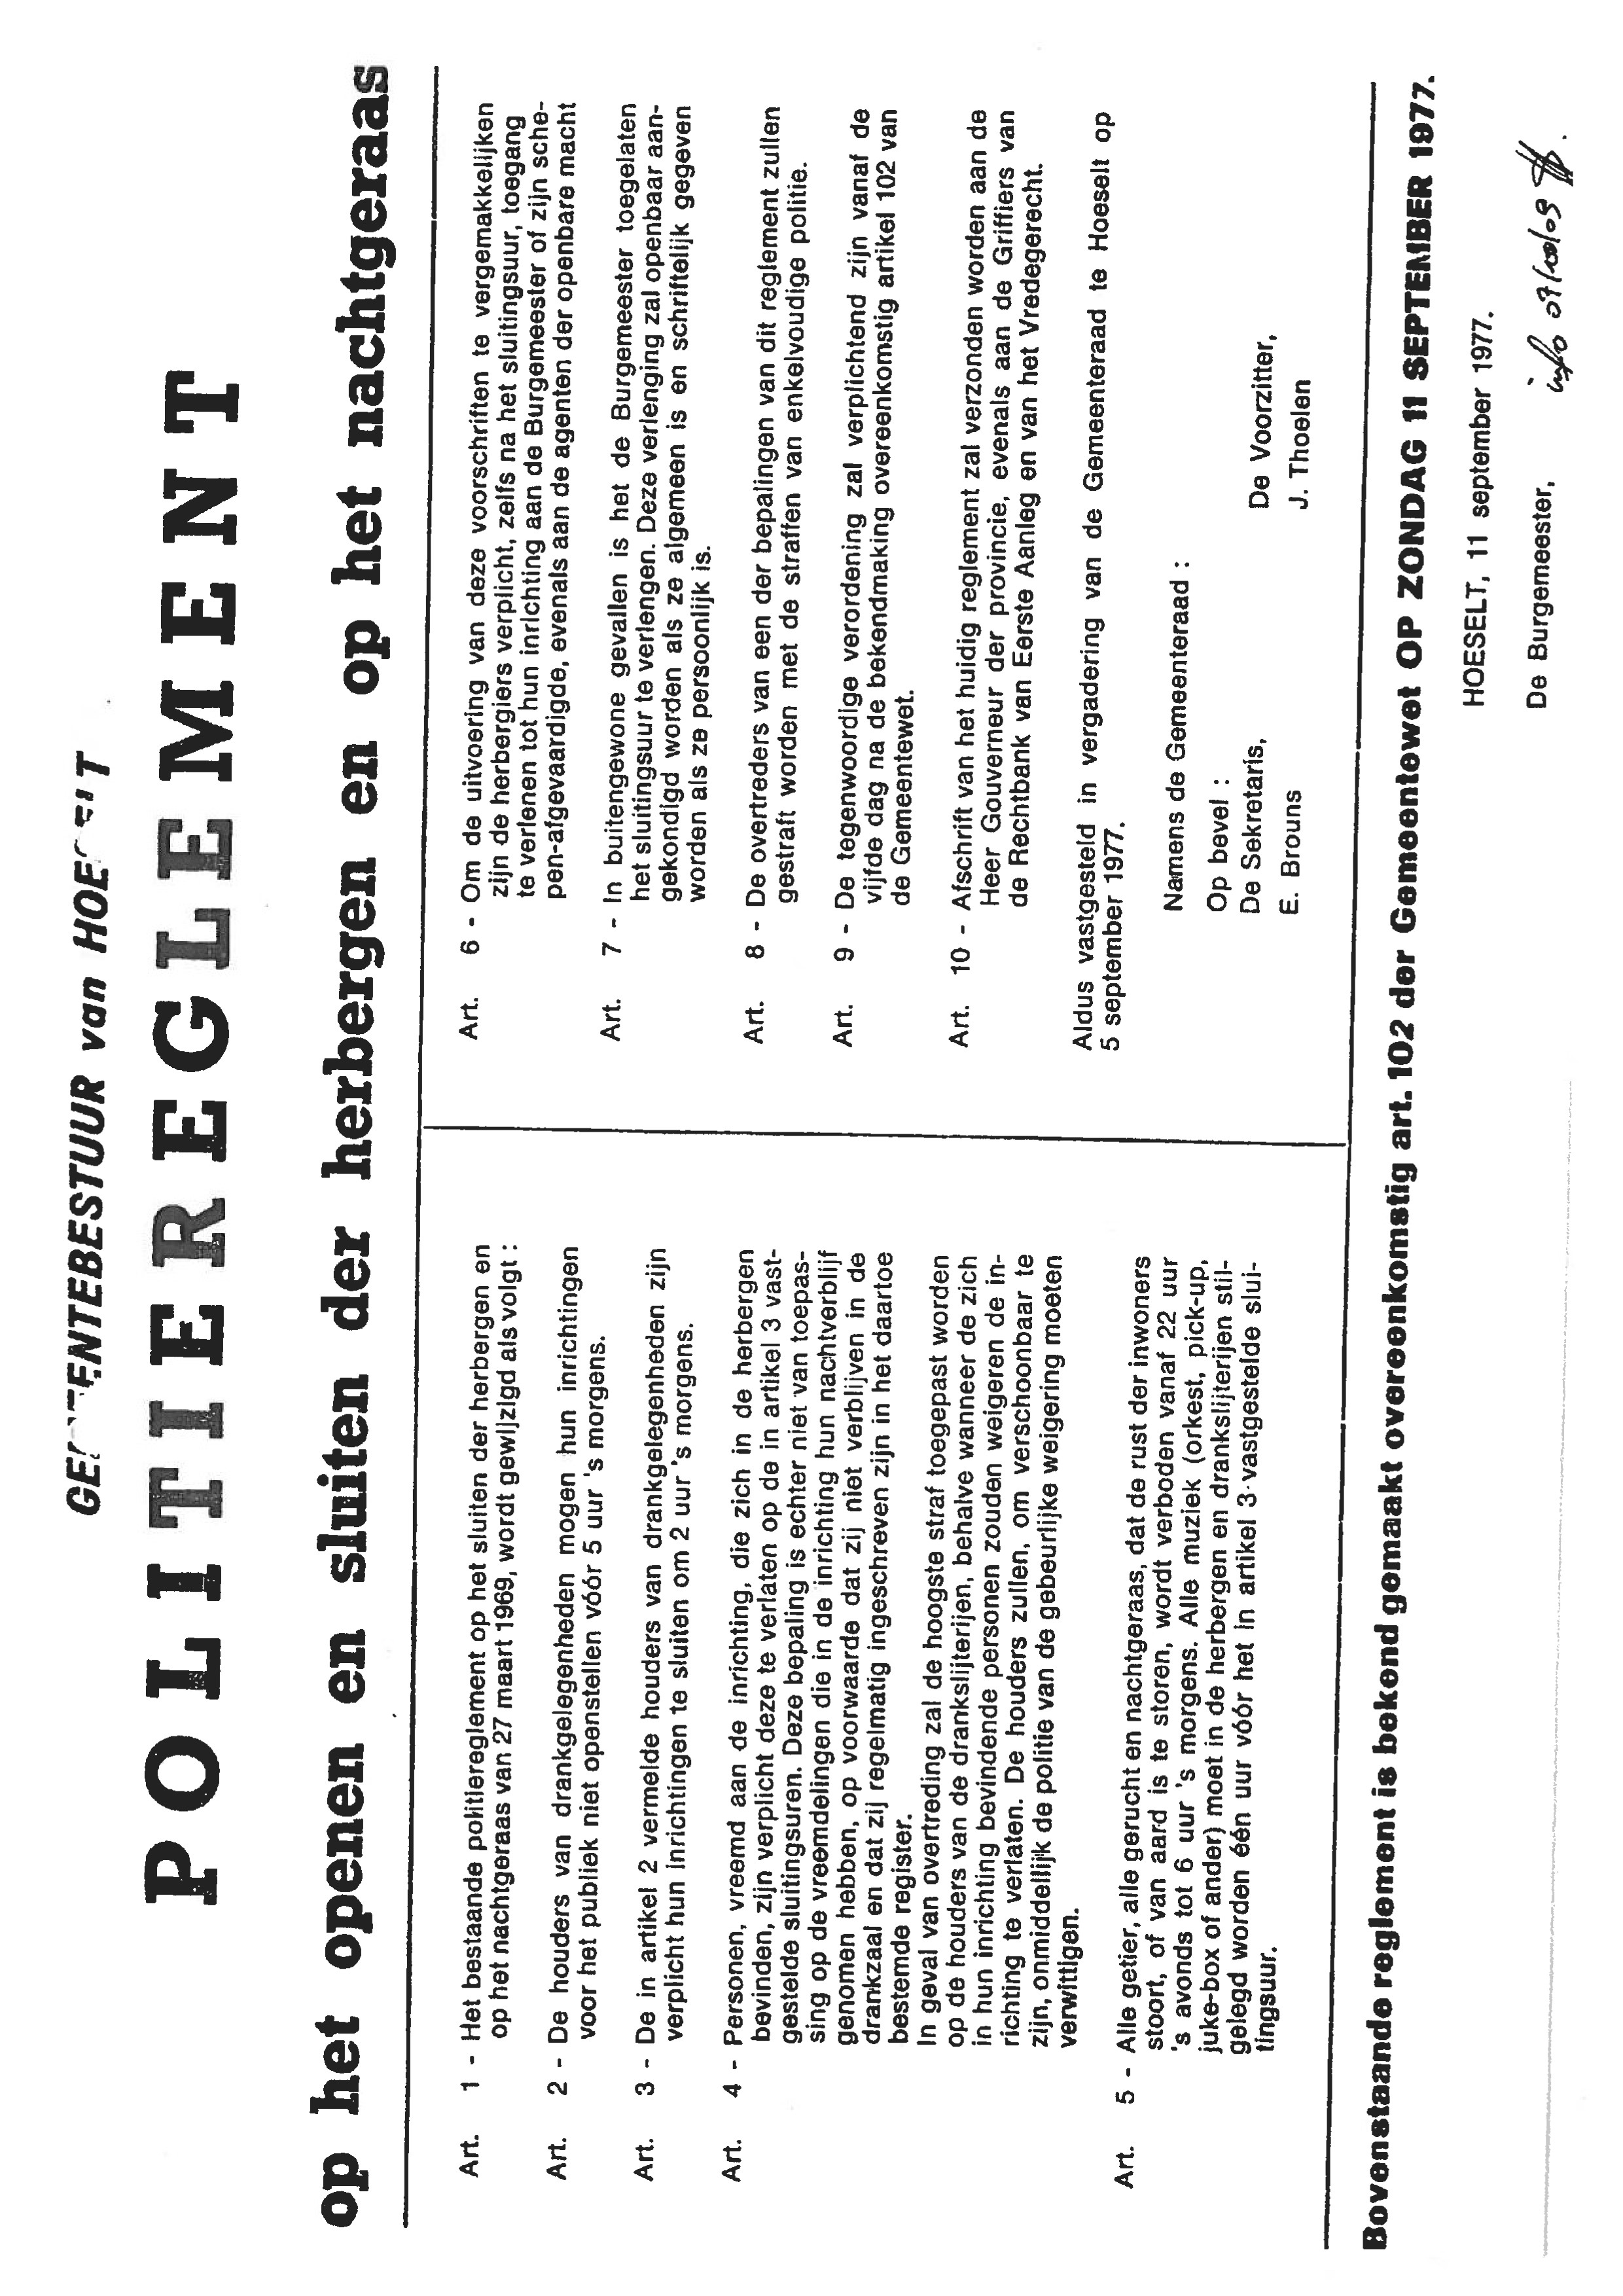 GEMEENTEBESTUUR van HOESELT
POLITIEREGLEMENT
op het openen en sluiten der herbergen en op het nachtgeraas
Art. 1 - Het bestaande politiereglement op het sluiten der herbergen en
op het nachtgeraas van 27 maart 1969, wordt gewijzigd als volgt :
Art. 2 - De houders van drankgelegenheden mogen hun inrichtingen
voor het publiek niet openstellen vóór 5 uur 's morgens.
Art. 3 - De in artikel 2 vermelde houders van drankgelegenheden zijn
verplicht hun inrichtingen te sluiten om 2 uur 's morgens.
Art. 4 - Personen, vreemd aan de inrichting, die zich in de herbergen
bevinden, zijn verplicht deze te verlaten op de in artikel 3 vast-
gestelde sluitingsuren. Deze bepaling is echter niet van toepas-
sing op de vreemdelingen die in de inrichting hun nachtverblijf
genomen hebben, op voorwaarde dat zij niet verblijven in de
drankzaal en dat zij regelmatig ingeschreven zijn in het daartoe
bestemde register.
In geval van overtreding zal de hoogste straf toegepast worden
op de houders van de drankslijterijen, behalve wanneer de zich
in hun inrichting bevindende personen zouden weigeren de in-
richting te verlaten. De houders zullen, om verschoonbaar te
zijn, onmiddellijk de politie van de gebeurlijke weigering moeten
verwittigen.
Art. 5 - Alle getier, alle gerucht en nachtgeraas, dat de rust der inwoners
stoort, of van aard is te storen, wordt verboden vanaf 22 uur
's avonds tot 6 uur 's morgens. Alle muziek (orkest, pick-up,
juke-box of ander) moet in de herbergen en drankslijterijen stil-
gelegd worden één uur vóór het in artikel 3 vastgestelde slui-
tingsuur.
Art. 6 - Om de uitvoering van deze voorschriften te vergemakkelijken
zijn de herbergiers verplicht, zelfs na het sluitingsuur, toegang
te verlenen tot hun inrichting aan de Burgemeester of zijn sche-
pen-afgevaardigde, evenals aan de agenten der openbare macht
Art. 7 - In buitengewone gevallen is het de Burgemeester toegelaten
het sluitingsuur te verlengen. Deze verlenging zal openbaar aan-
gekondigd worden als ze algemeen is en schriftelijk gegeven
worden als ze persoonlijk is.
Art. 8 - De overtreders van een der bepalingen van dit reglement zullen
gestraft worden met de straffen van enkelvoudige politie.
Art. 9 - De tegenwoordige verordening zal verplichtend zijn vanaf de
vijfde dag na de bekendmaking overeenkomstig artikel 102 van
de Gemeentewet.
Art. 10 - Afschrift van het huidig reglement zal verzonden worden aan de
Heer Gouverneur der provincie, evenals aan de Griffiers van
de Rechtbank van Eerste Aanleg en van het Vredegerecht.
Aldus vastgesteld in vergadering van de Gemeenteraad te Hoeselt op
5 september 1977.
Namens de Gemeenteraad :
Op bevel :
De Sekretaris,
E. Brouns
De Voorzitter,
J. Thoelen
Bovenstaande reglement is bekend gemaakt overeenkomstig art. 102 der Gemeentewet OP ZONDAG 11 SEPTEMBER 1977.
HOESELT, 11 september 1977.
De Burgemeester,
info